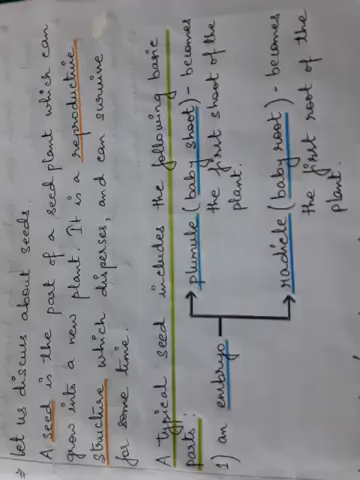 ⇒ let us discuss about seeds.
A seed is the part of a seed plant which can
grow into a new plant. It is a reproductive
structure which disperses, and can survive
for some time.
A typical seed includes the following basic
parts:
1) an embryo
plumule (baby shoot) - becomes
the first shoot of the
plant.
radicle (baby root) - becomes
the first root of the
plant.